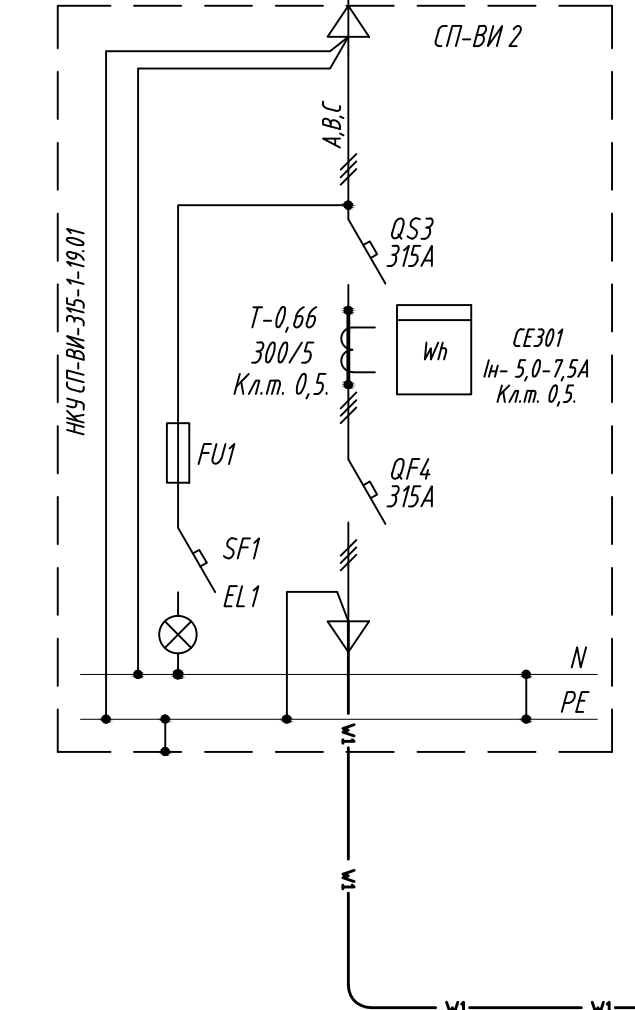 СП-ВИ 2
А,В,С
НКУ СП-ВИ-315-1-19.01
QS3
315А
Т-0,66
300/5
Кл.т. 0,5.
Wh
СЕ301
Iн- 5,0-7,5А
Кл.т. 0,5.
FU1
QF4
315А
SF1
EL1
N
PE
W1
W1
W1
W1